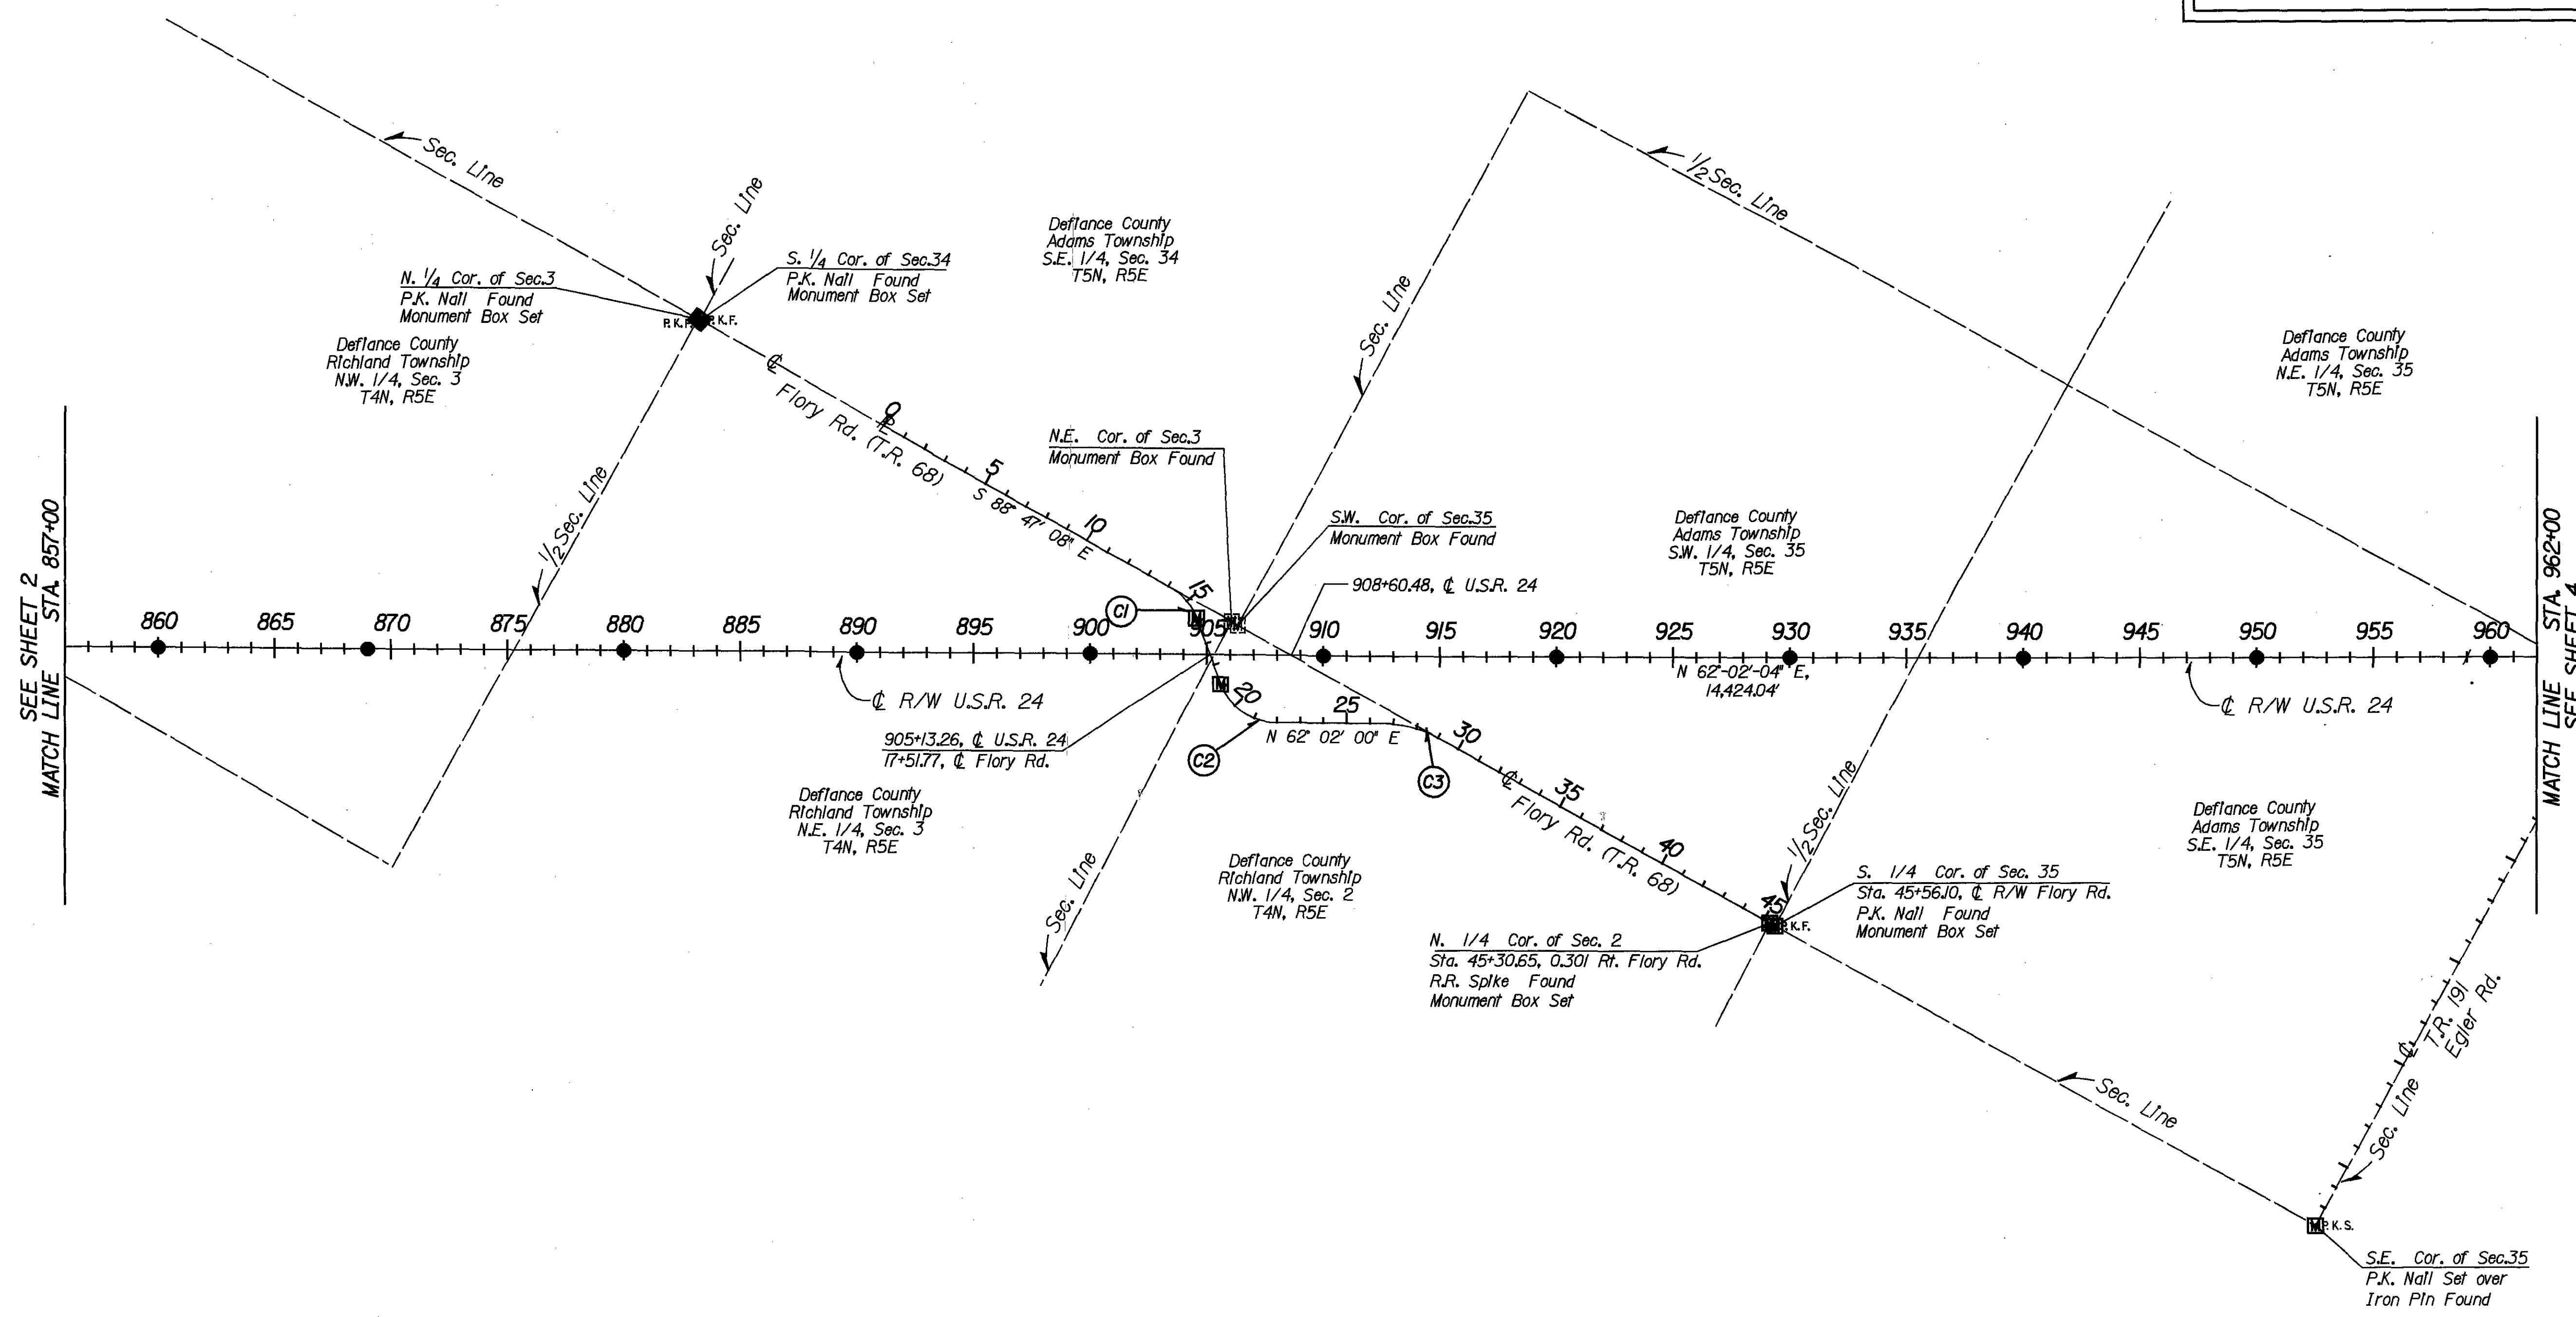 Sec. Line
Sec. Line
1/2 Sec. Line
Defiance County
Adams Township
S.E. 1/4, Sec. 34
T5N, R5E
S. 1/4 Cor. of Sec.34
P.K. Nail Found
Monument Box Set
N. 1/4 Cor. of Sec.3
P.K. Nail Found
Monument Box Set
P.K.F.
P.K.F.
Defiance County
Richland Township
N.W. 1/4, Sec. 3
T4N, R5E
Sec. Line
Defiance County
Adams Township
N.E. 1/4, Sec. 35
T5N, R5E
℄
Flory Rd. (T.R. 68)
0
5
10
15
S 88° 47' 08" E
N.E. Cor. of Sec.3
Monument Box Found
S.W. Cor. of Sec.35
Monument Box Found
Defiance County
Adams Township
S.W. 1/4, Sec. 35
T5N, R5E
908+60.48, ℄ U.S.R. 24
1/2 Sec. Line
SEE SHEET 2
MATCH LINE STA. 857+00
860 865 870 875 880 885 890 895 900 905 910 915 920 925 930 935 940 945 950 955 960
MATCH LINE STA. 962+00
SEE SHEET 4
C1
M
M
M
N 62°-02'-04" E,
14,424.04'
℄ R/W U.S.R. 24
℄ R/W U.S.R. 24
20
25
30
N 62° 02' 00" E
905+13.26, ℄ U.S.R. 24
17+51.77, ℄ Flory Rd.
C2
C3
Defiance County
Richland Township
N.E. 1/4, Sec. 3
T4N, R5E
℄
Flory Rd. (T.R. 68)
35
40
45
1/2 Sec. Line
Defiance County
Adams Township
S.E. 1/4, Sec. 35
T5N, R5E
Sec. Line
Defiance County
Richland Township
N.W. 1/4, Sec. 2
T4N, R5E
S. 1/4 Cor. of Sec. 35
Sta. 45+56.10, ℄ R/W Flory Rd.
P.K. Nail Found
Monument Box Set
P.K.F.
N. 1/4 Cor. of Sec. 2
Sta. 45+30.65, 0.301 Rt. Flory Rd.
R.R. Spike Found
Monument Box Set
℄ T.R. 191
Egler Rd.
Sec. Line
Sec. Line
M
P.K.S.
S.E. Cor. of Sec.35
P.K. Nail Set over
Iron Pin Found